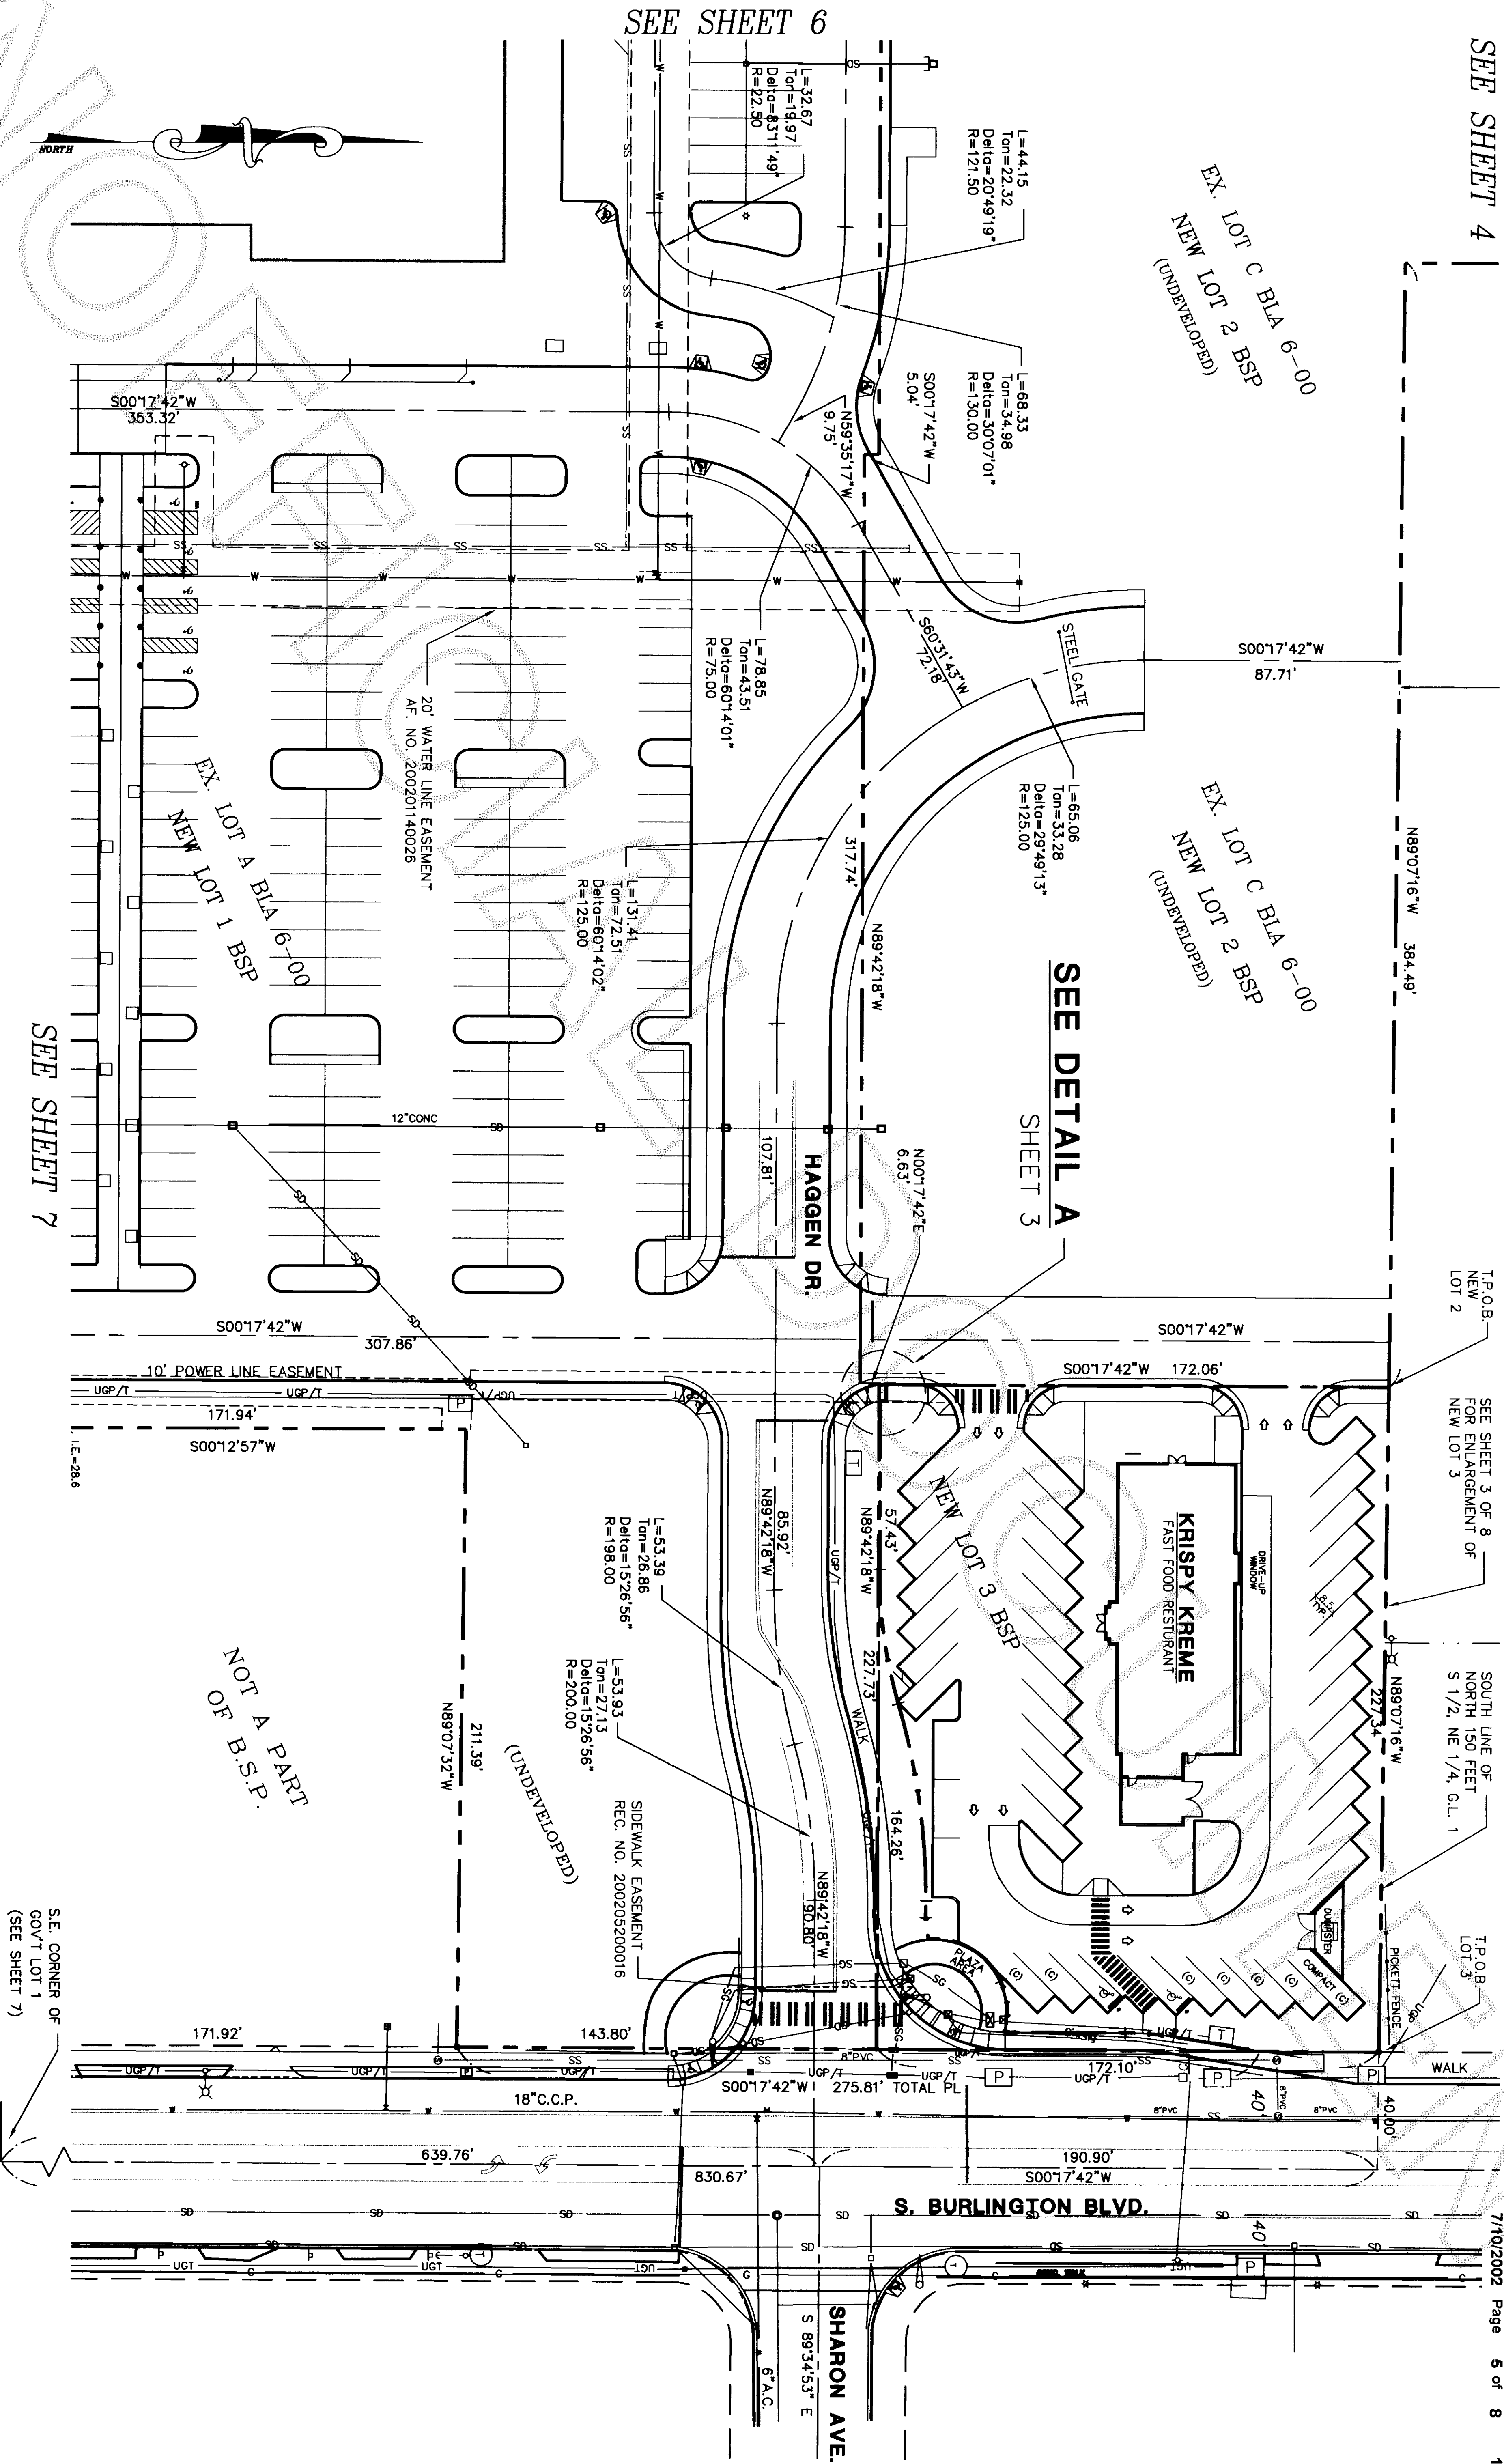 SEE SHEET 6
SEE SHEET 4
7/10/2002 Page 5 of 8 1
NORTH
L=32.67
Tan=19.97
Delta=83°11'49"
R=22.50
L=44.15
Tan=22.32
Delta=20°49'19"
R=121.50
EX. LOT C BLA 6-00
NEW LOT 2 BSP
(UNDEVELOPED)
L=68.33
Tan=34.98
Delta=30°07'01"
R=130.00
S00°17'42"W
5.04'
N59°35'17"W
9.75'
S00°17'42"W
353.32'
L=78.85
Tan=43.51
Delta=60°14'01"
R=75.00
S60°31'43"W
72.18'
STEEL GATE
S00°17'42"W
87.71'
20' WATER LINE EASEMENT
AF. NO. 200201140026
EX. LOT A BLA 6-00
NEW LOT 1 BSP
L=65.06
Tan=33.28
Delta=29°49'13"
R=125.00
EX. LOT C BLA 6-00
NEW LOT 2 BSP
(UNDEVELOPED)
N89°07'16"W 384.49'
L=131.41
Tan=72.51
Delta=60°14'02"
R=125.00
317.74'
N89°42'18"W
SEE DETAIL A
SHEET 3
SEE SHEET 7
12"CONC
107.81'
HAGGEN DR.
N00°17'42"E
6.63'
S00°17'42"W
307.86'
S00°17'42"W
10' POWER LINE EASEMENT
UGP/T
UGP/T
171.94'
S00°12'57"W
I.E.=28.6
S00°17'42"W 172.06'
T.P.O.B.
NEW
LOT 2
SEE SHEET 3 OF 8
FOR ENLARGEMENT OF
NEW LOT 3
SOUTH LINE OF
NORTH 150 FEET
S 1/2, NE 1/4, G.L. 1
T.P.O.B.
LOT 3
85.92'
N89°42'18"W
57.43'
N89°42'18"W
NEW LOT 3 BSP
KRISPY KREME
FAST FOOD RESTURANT
DRIVE-UP
WINDOW
N89°07'16"W
227.34
L=53.39
Tan=26.86
Delta=15°26'56"
R=198.00
L=53.93
Tan=27.13
Delta=15°26'56"
R=200.00
227.73'
WALK
164.26'
N89°42'18"W
190.80'
NOT A PART
OF B.S.P.
211.39'
N89°07'32"W
(UNDEVELOPED)
SIDEWALK EASEMENT
REC. NO. 200205200016
PLAZA
AREA
DUMPSTER
COMPACT (C)
PICKETT FENCE
UGP
S.E. CORNER OF
GOV'T LOT 1
(SEE SHEET 7)
171.92'
143.80'
8"PVC
172.10'
WALK
S00°17'42"W 275.81' TOTAL PL
18"C.C.P.
8"PVC
8"PVC
40'
40.00'
639.76'
830.67'
190.90'
S00°17'42"W
S. BURLINGTON BLVD.
40'
SHARON AVE.
S 89°34'53" E
6"A.C.